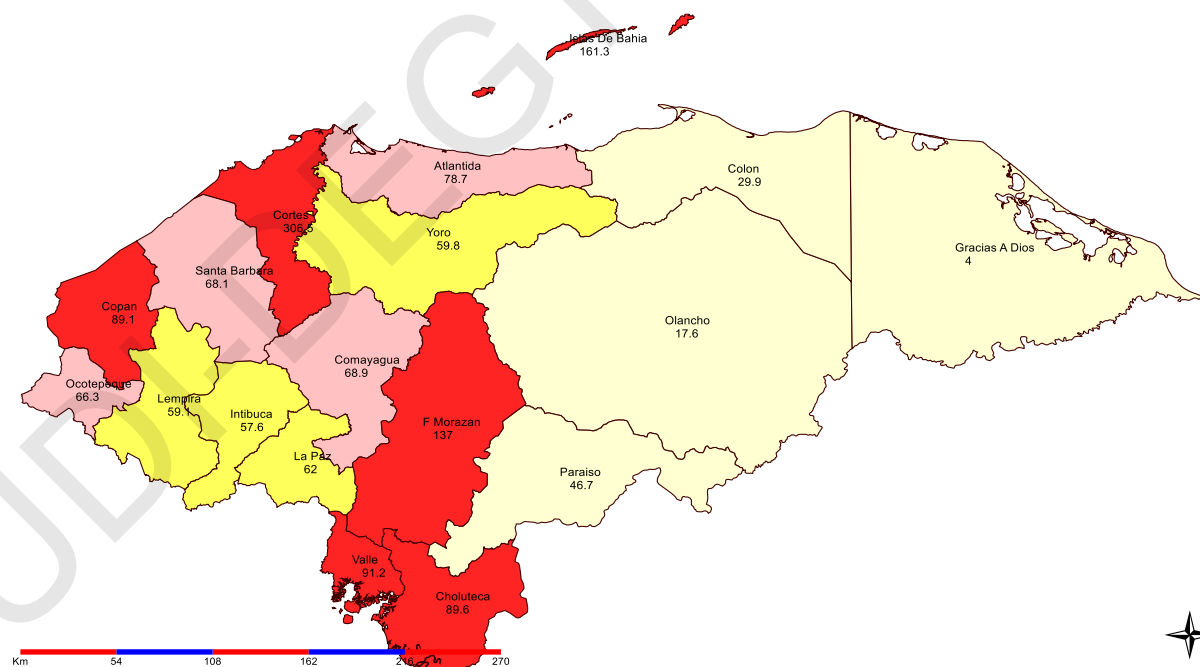 Islas De Bahia
161.3
Atlantida
78.7
Colon
29.9
Cortes
306.5
Yoro
59.8
Gracias A Dios
4
Santa Barbara
68.1
Copan
89.1
Olancho
17.6
Comayagua
68.9
Ocotepeque
66.3
Lempira
59.1
Intibuca
57.6
F Morazan
137
La Paz
62
Paraiso
46.7
Valle
91.2
Choluteca
89.6
Km 54 108 162 216 270